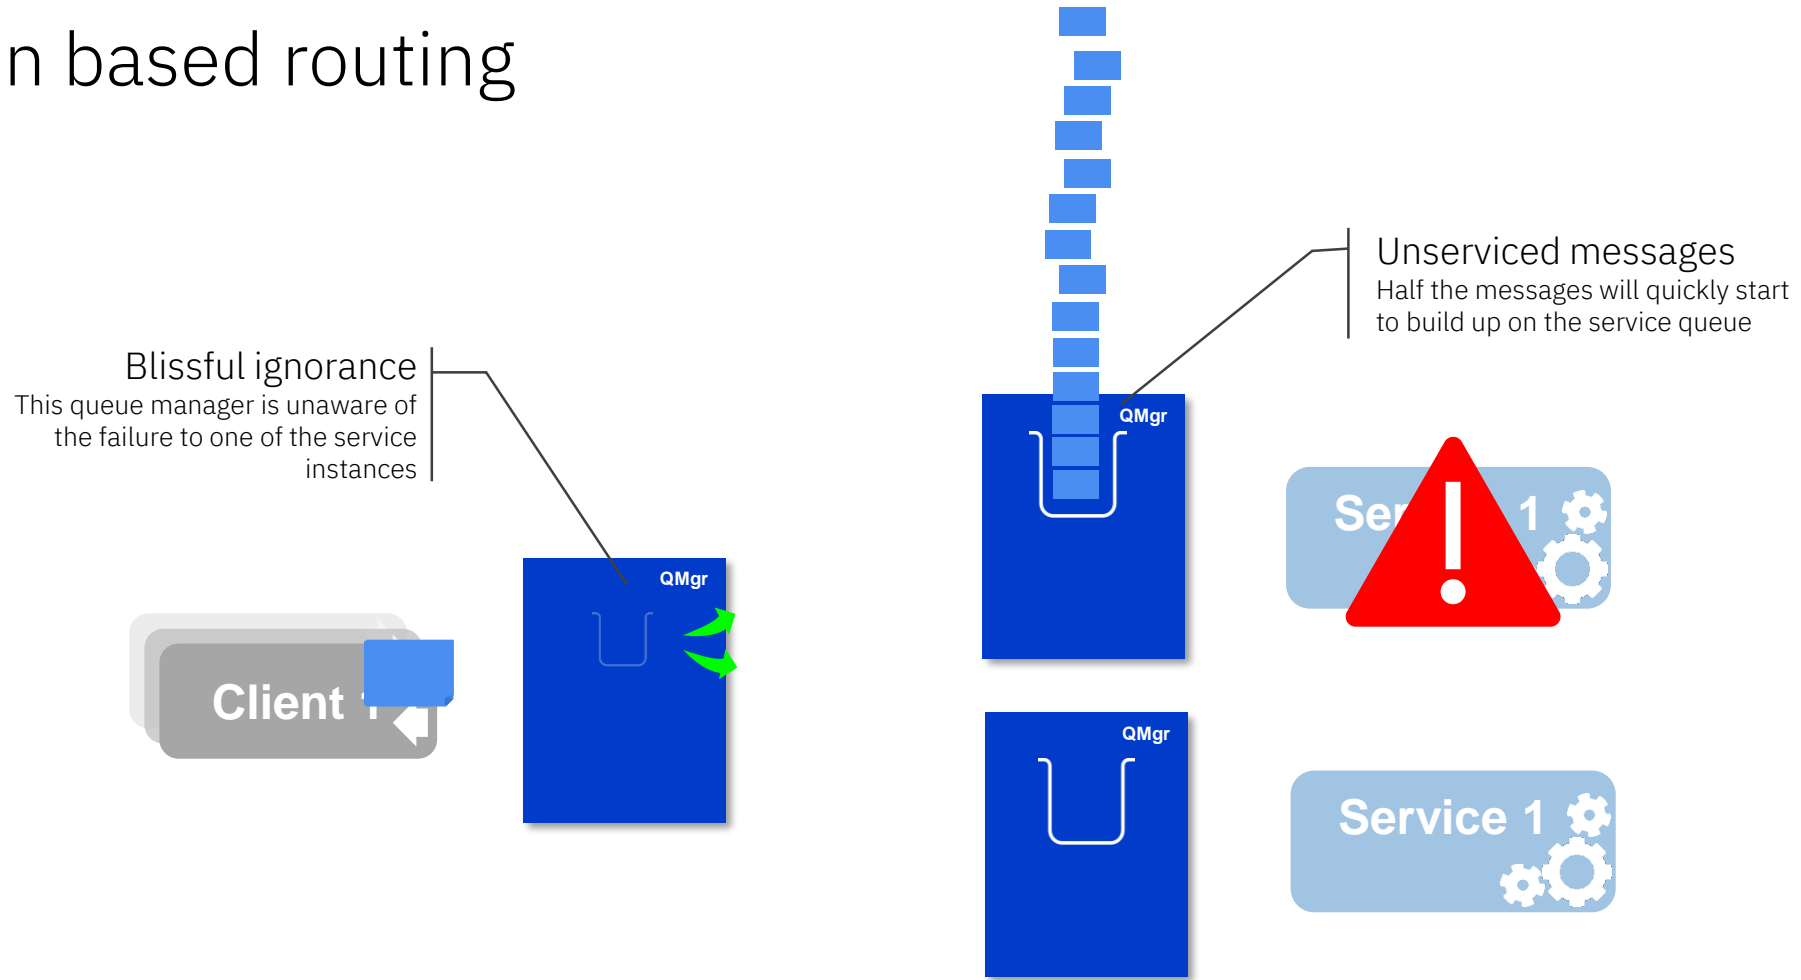 n based routing
Unserviced messages
Half the messages will quickly start
to build up on the service queue
Blissful ignorance
This queue manager is unaware of
the failure to one of the service
instances
QMgr
QMgr
1
Client
QMgr
Service 1